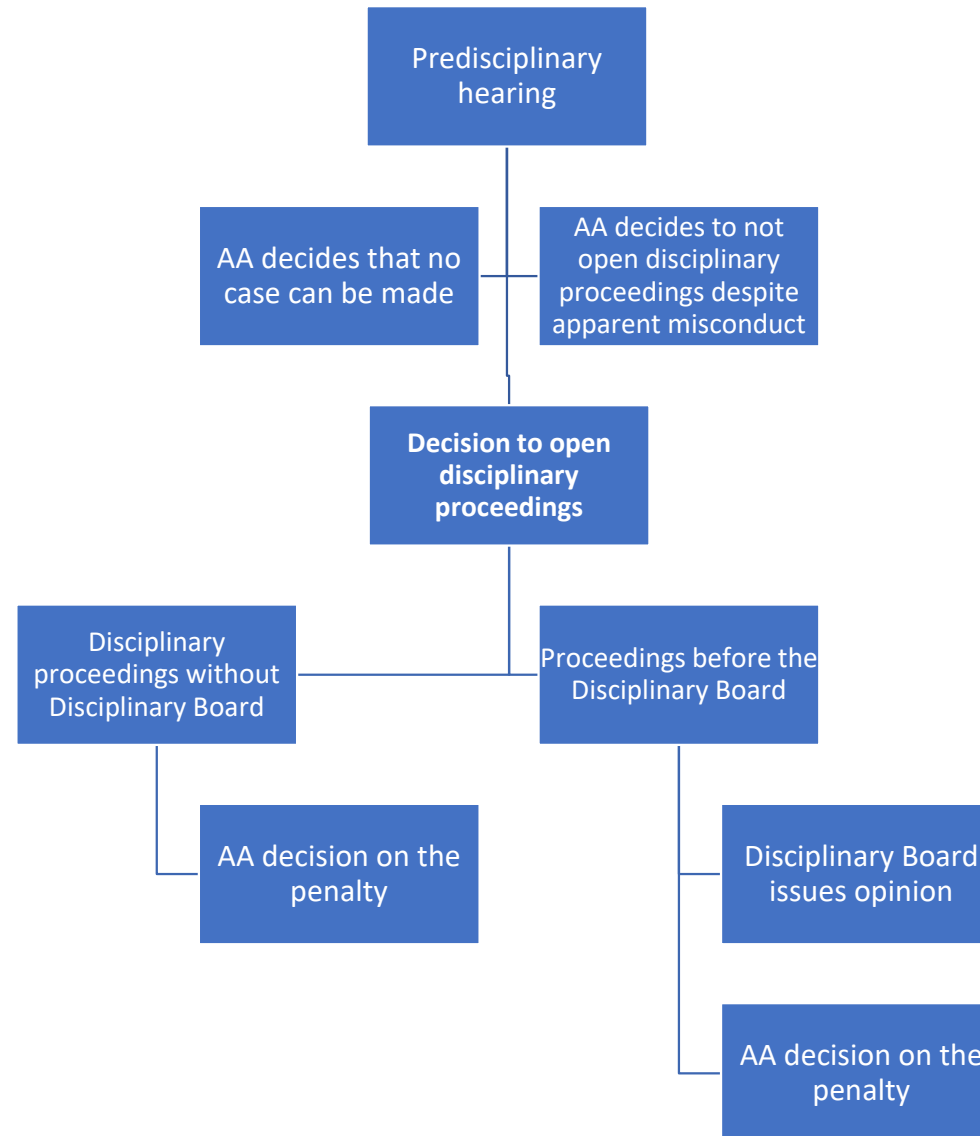 Predisciplinary
hearing
AA decides that no
case can be made
AA decides to not
open disciplinary
proceedings despite
apparent misconduct
Decision to open
disciplinary
proceedings
Disciplinary
proceedings without
Disciplinary Board
Proceedings before the
Disciplinary Board
AA decision on the
penalty
Disciplinary Board
issues opinion
AA decision on the
penalty